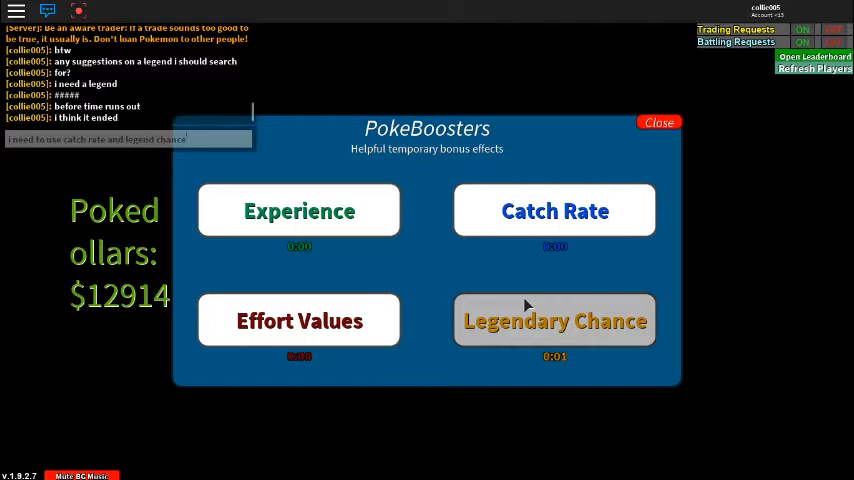 collie005
Account <13
[Server]: Be an aware trader! If a trade sounds too good to
be true, it usually is. Don't loan Pokemon to other people!
[collie005]: btw
[collie005]: any suggestions on a legend i should search
[collie005]: for?
[collie005]: i need a legend
[collie005]: #####
[collie005]: before time runs out
[collie005]: i think it ended
i need to use catch rate and legend chance
Trading Requests ON OFF
Battling Requests ON OFF
Open Leaderboard
Refresh Players
PokeBoosters
Close
Helpful temporary bonus effects
Experience
0:00
Catch Rate
0:00
Effort Values
0:00
Legendary Chance
0:01
Poked
ollars:
$12914
v.1.9.2.7
Mute BG Music